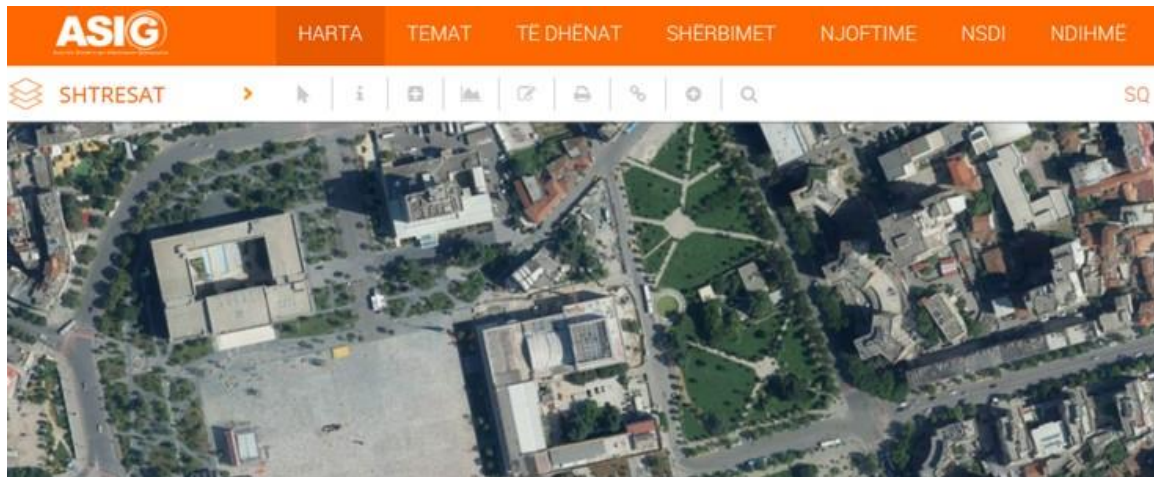 ASIG
HARTA TEMAT TË DHËNAT SHËRBIMET NJOFTIME NSDI NDIHMË
SHTRESAT
SQ